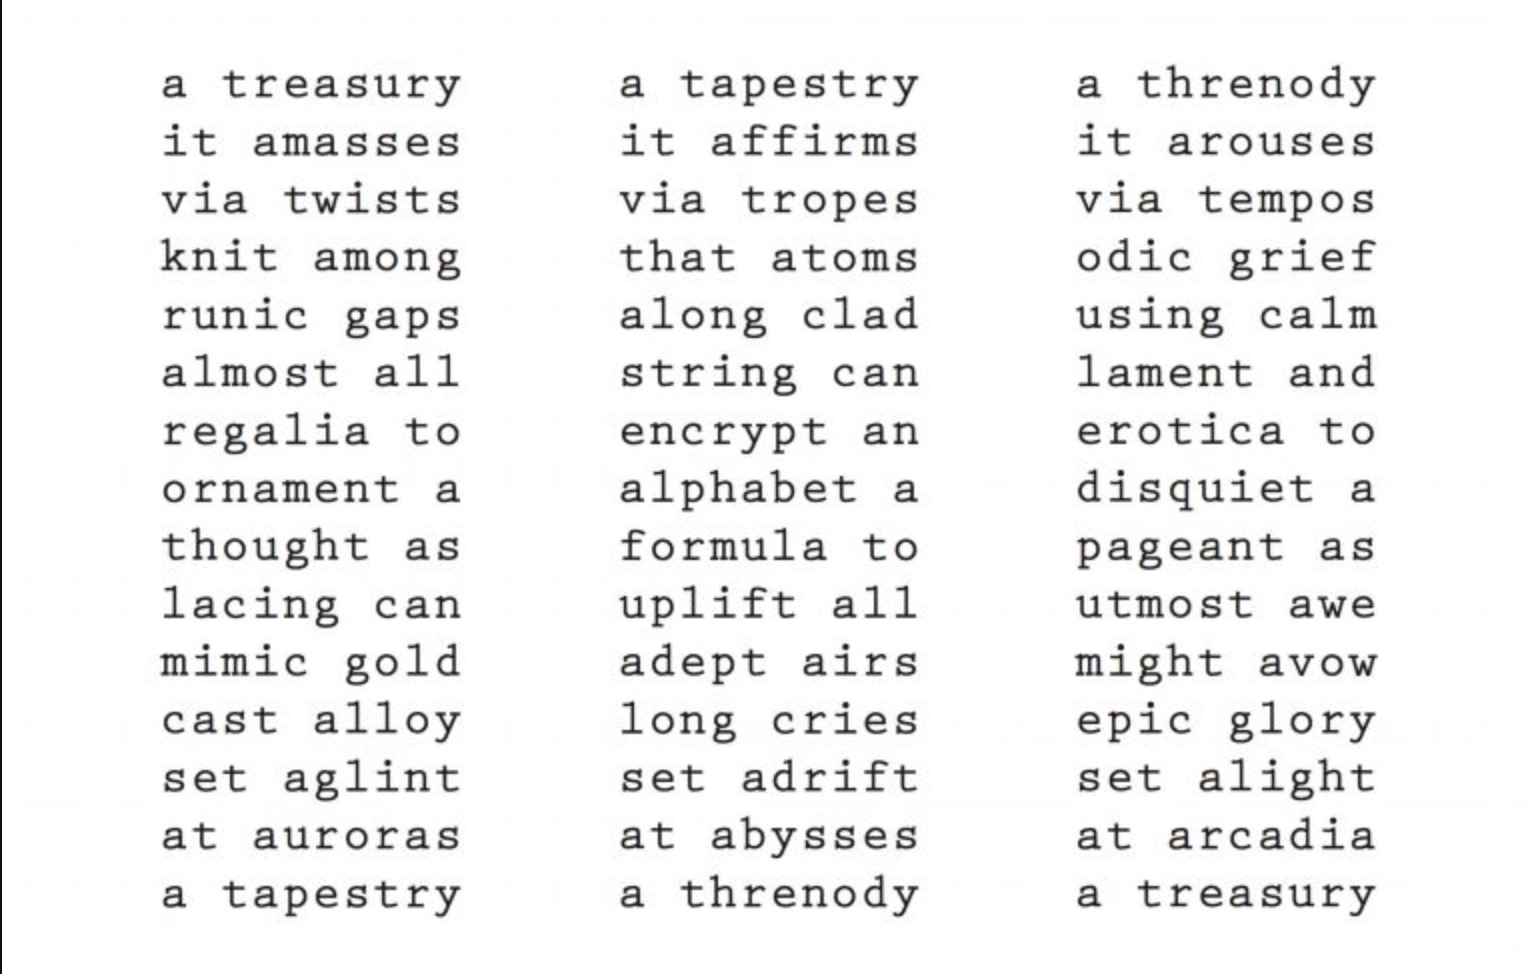 a treasury
it amasses
via twists
knit among
runic gaps
almost all
regalia to
ornament a
thought as
lacing can
mimic gold
cast alloy
set aglint
at auroras
a tapestry
a tapestry
it affirms
via tropes
that atoms
along clad
string can
encrypt an
alphabet a
formula to
uplift all
adept airs
long cries
set adrift
at abysses
a threnody
a threnody
it arouses
via tempos
odic grief
using calm
lament and
erotica to
disquiet a
pageant as
utmost awe
might avow
epic glory
set alight
at arcadia
a treasury